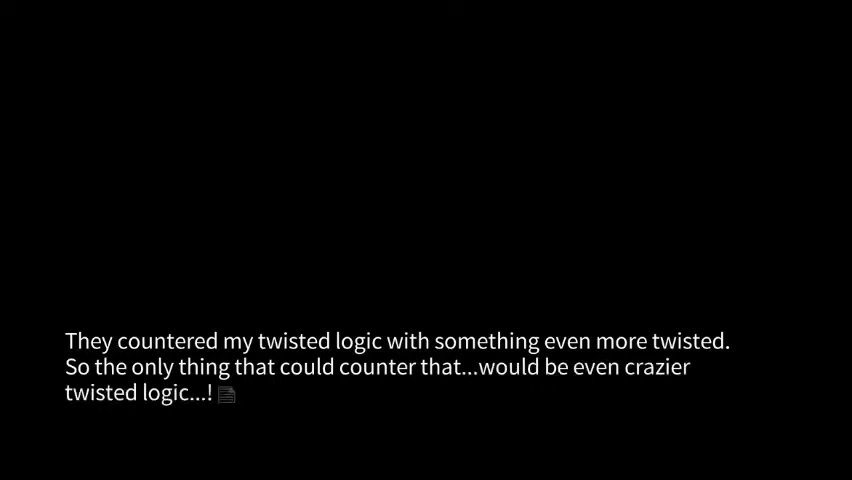 They countered my twisted logic with something even more twisted.
So the only thing that could counter that...would be even crazier
twisted logic...!